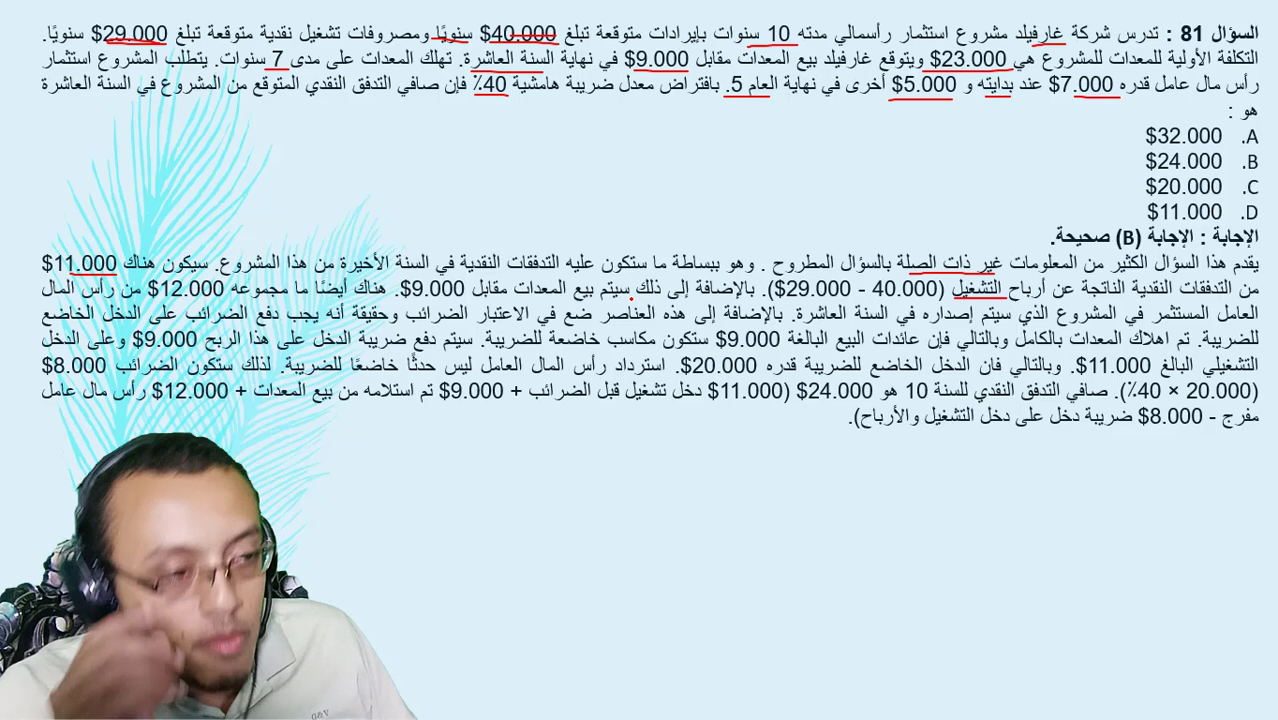 السؤال 81 : تدرس شركة غارفيلد مشروع استثمار رأسمالي مدته 10 سنوات بإيرادات متوقعة تبلغ 40.000$ سنويًا ومصروفات تشغيل نقدية متوقعة تبلغ 29.000$ سنويًا.
التكلفة الأولية للمعدات للمشروع هي 23.000$ ويتوقع غارفيلد بيع المعدات مقابل 9.000$ في نهاية السنة العاشرة. تهلك المعدات على مدى 7 سنوات. يتطلب المشروع استثمار
رأس مال عامل قدره 7.000$ عند بدايته و 5.000$ أخرى في نهاية العام 5. بافتراض معدل ضريبة هامشية 40٪ فإن صافي التدفق النقدي المتوقع من المشروع في السنة العاشرة
هو :
A. $32.000
B. $24.000
C. $20.000
D. $11.000
الإجابة : الإجابة (B) صحيحة.
يقدم هذا السؤال الكثير من المعلومات غير ذات الصلة بالسؤال المطروح . وهو ببساطة ما ستكون عليه التدفقات النقدية في السنة الأخيرة من هذا المشروع. سيكون هناك 11.000$
من التدفقات النقدية الناتجة عن أرباح التشغيل (40.000 - 29.000$). بالإضافة إلى ذلك سيتم بيع المعدات مقابل 9.000$. هناك أيضًا ما مجموعه 12.000$ من رأس المال
العامل المستثمر في المشروع الذي سيتم إصداره في السنة العاشرة. بالإضافة إلى هذه العناصر ضع في الاعتبار الضرائب وحقيقة أنه يجب دفع الضرائب على الدخل الخاضع
للضريبة. تم اهلاك المعدات بالكامل وبالتالي فإن عائدات البيع البالغة 9.000$ ستكون مكاسب خاضعة للضريبة. سيتم دفع ضريبة الدخل على هذا الربح 9.000$ وعلى الدخل
التشغيلي البالغ 11.000$. وبالتالي فان الدخل الخاضع للضريبة قدره 20.000$. استرداد رأس المال العامل ليس حدثًا خاضعًا للضريبة. لذلك ستكون الضرائب 8.000$
(20.000 × 40٪). صافي التدفق النقدي للسنة 10 هو 24.000$ (11.000$ دخل تشغيل قبل الضرائب + 9.000$ تم استلامه من بيع المعدات + 12.000$ رأس مال عامل
مفرج - 8.000$ ضريبة دخل على دخل التشغيل والأرباح).